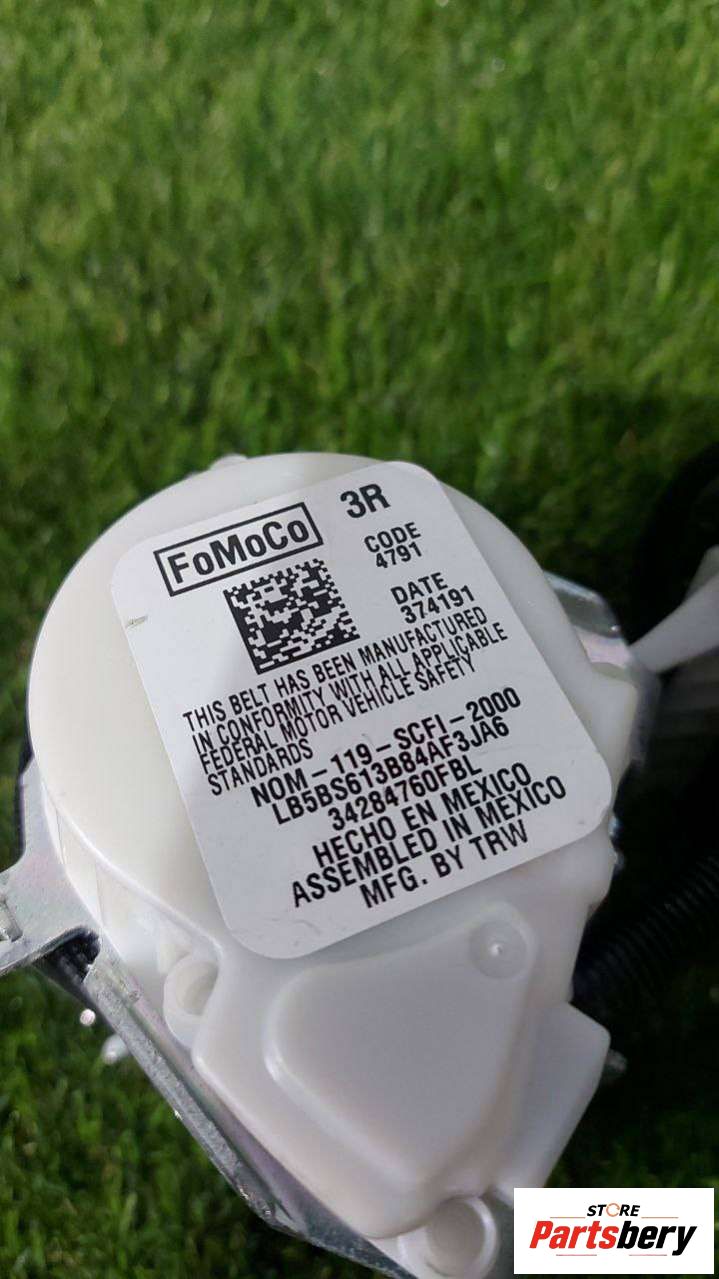 FoMoCo 3R
CODE
4791
DATE
374191
THIS BELT HAS BEEN MANUFACTURED
IN CONFORMITY WITH ALL APPLICABLE
FEDERAL MOTOR VEHICLE SAFETY
STANDARDS
NOM-119-SCFI-2000
LB5BS613B84AF3JA6
34284760FBL
HECHO EN MEXICO
ASSEMBLED IN MEXICO
MFG. BY TRW
STORE
Partsbery